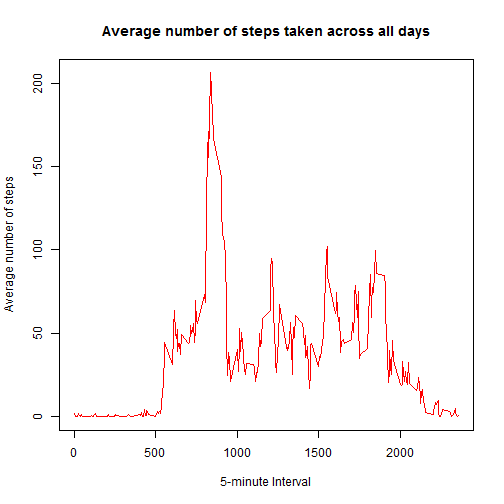 Average number of steps taken across all days
Average number of steps
200
150
100
50
0
0 500 1000 1500 2000
5-minute Interval